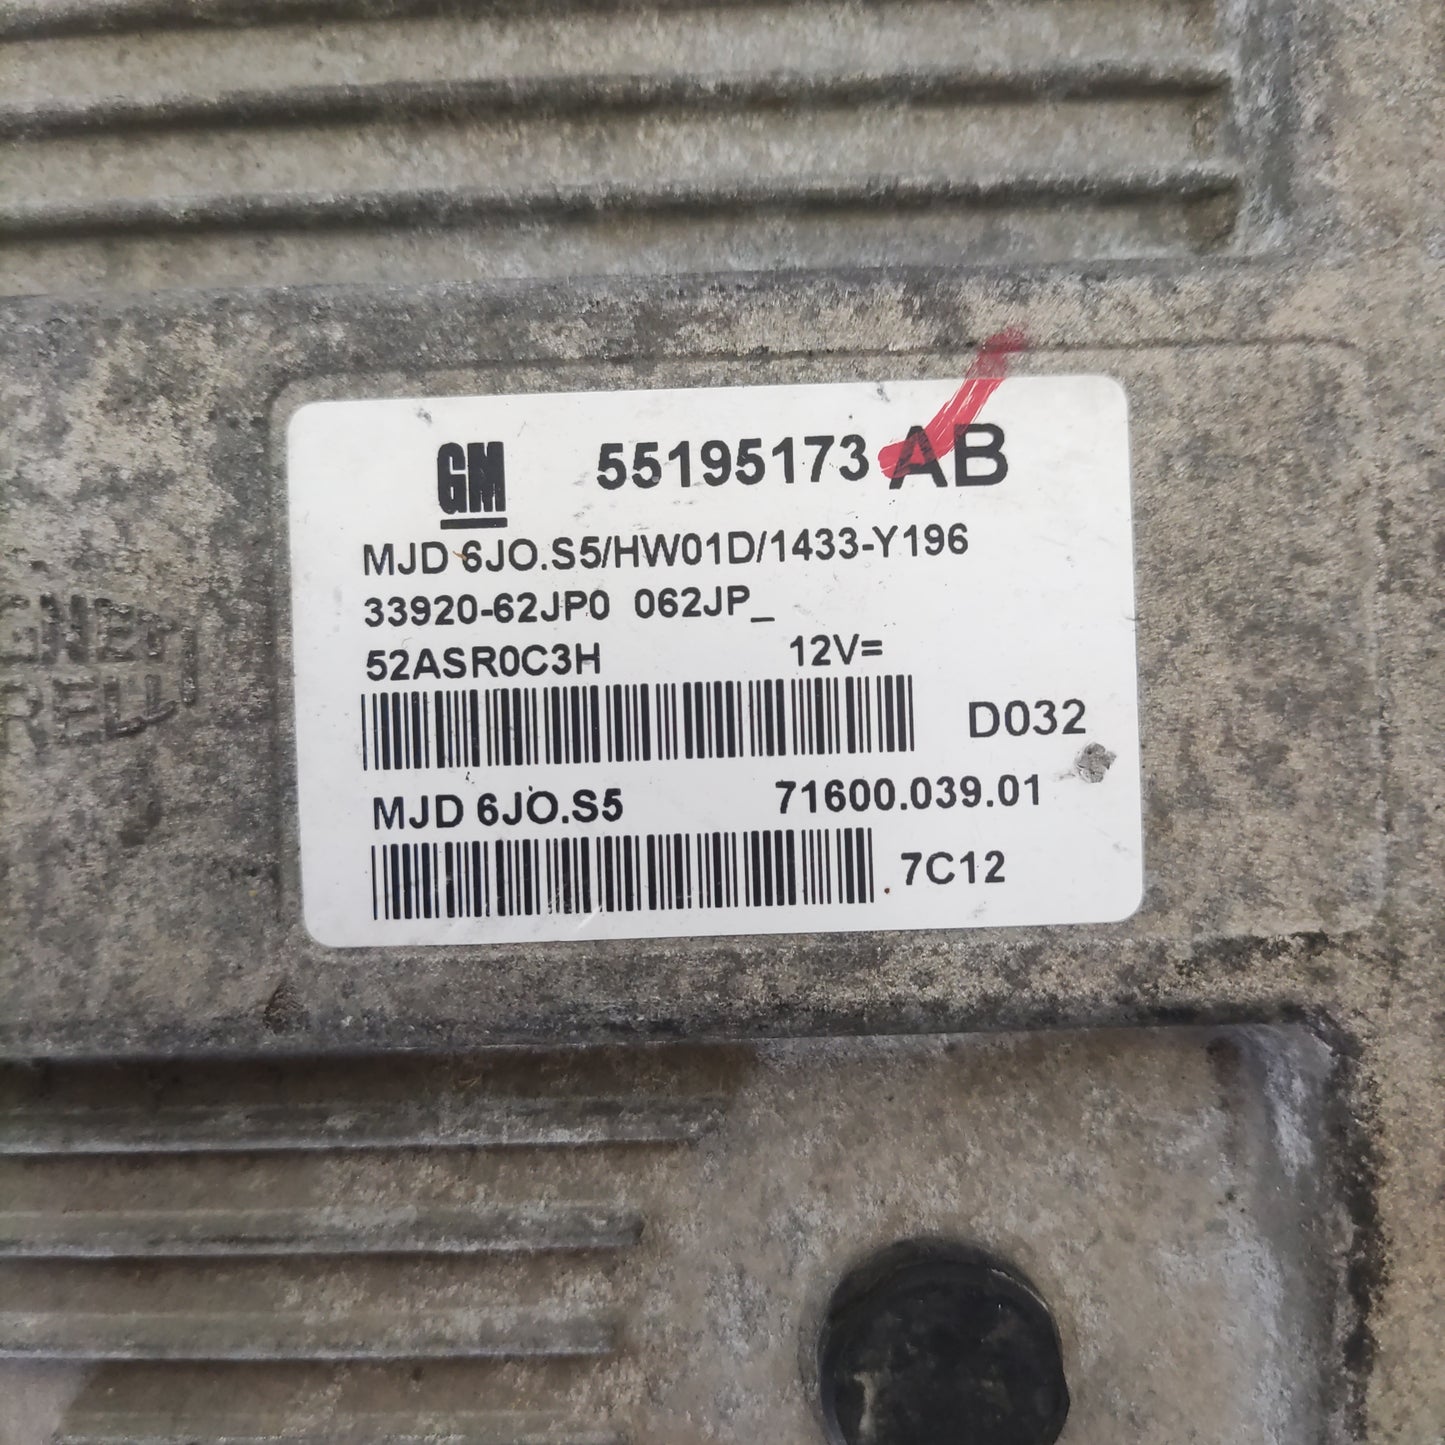 GM 55195173 AB
MJD 6JO.S5/HW01D/1433-Y196
33920-62JP0 062JP_
52ASR0C3H 12V=
D032
MJD 6JO.S5 71600.039.01
7C12